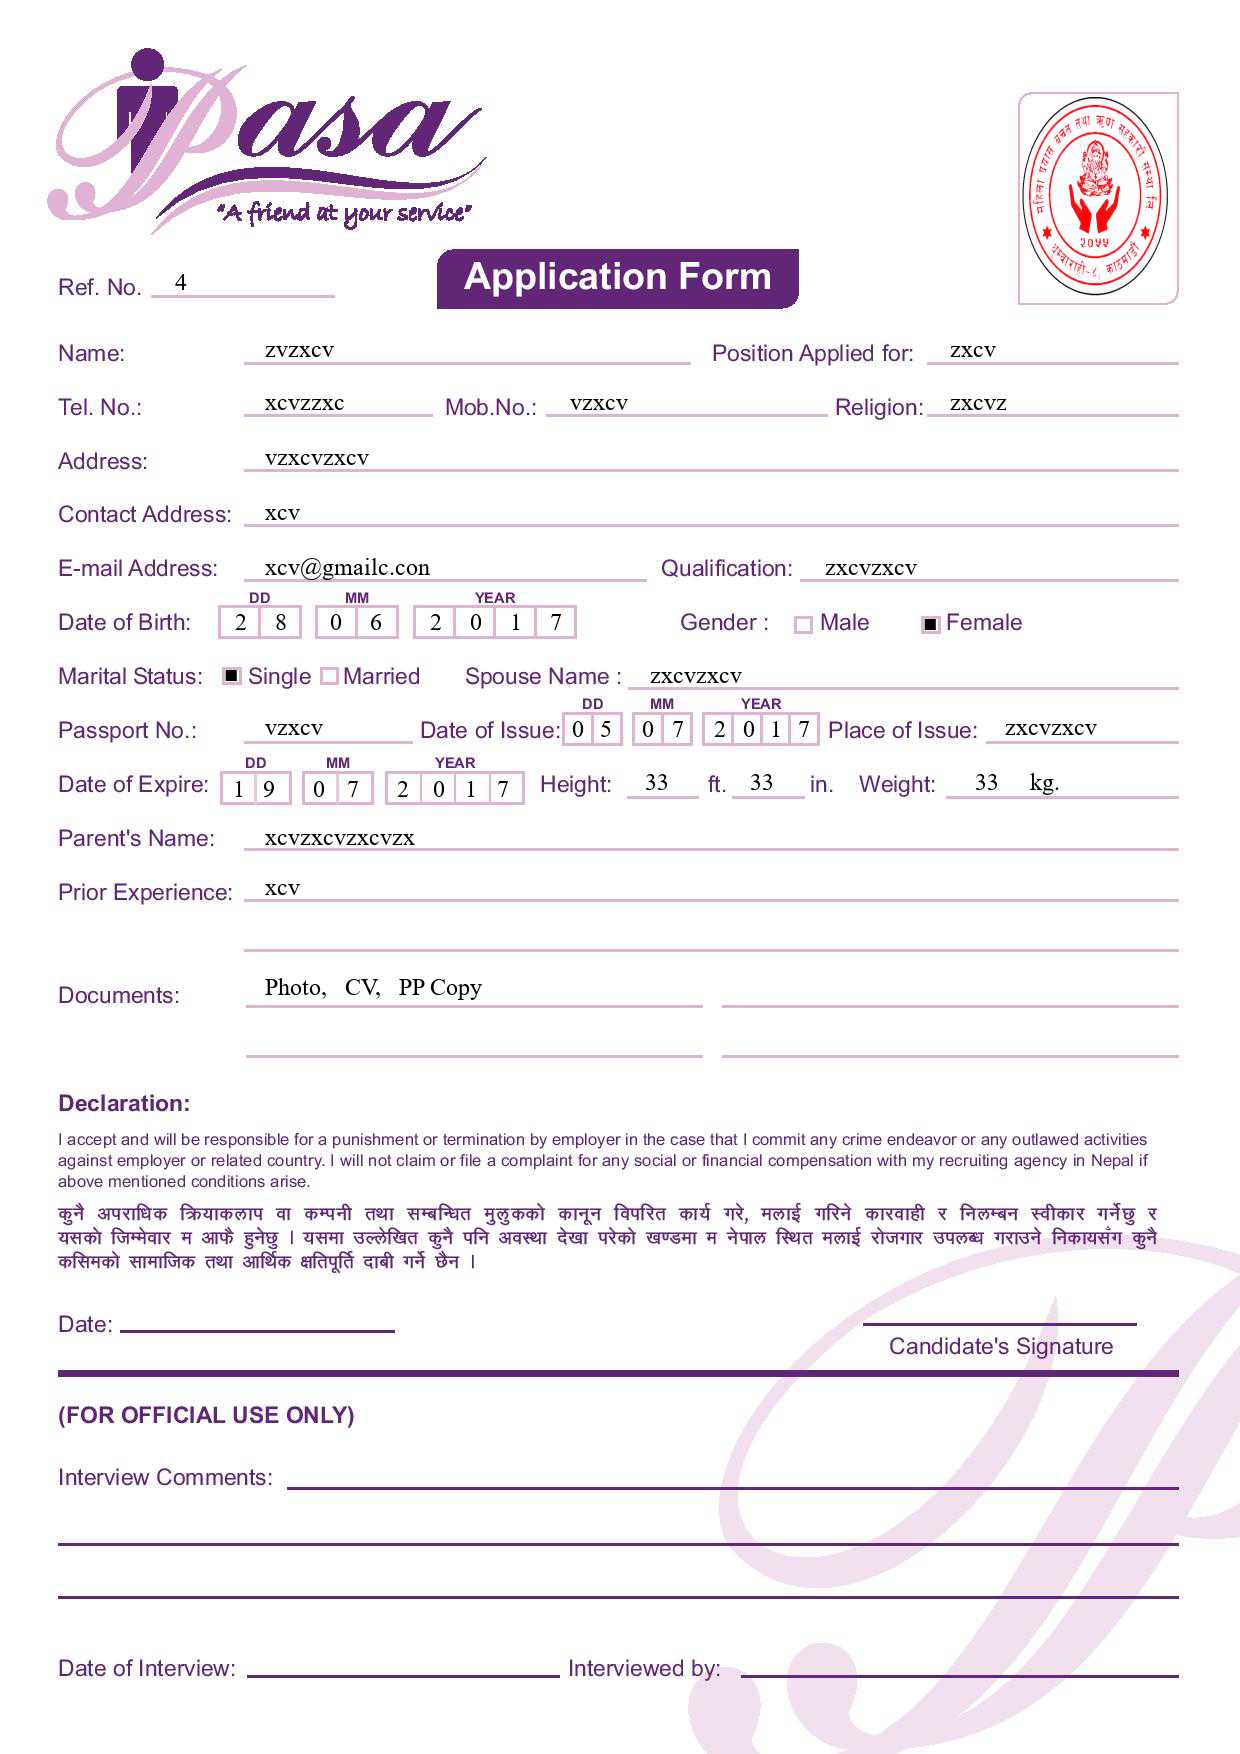 Pasa
"A friend at your service"
महिला प्रयास बचत तथा ऋण सहकारी संस्था लि
२०५५
धुम्बाराही-८, काठमाडौं
Ref. No. 4
Application Form
Name: zvzxcv Position Applied for: zxcv
Tel. No.: xcvzzxc Mob.No.: vzxcv Religion: zxcvz
Address: vzxcvzxcv
Contact Address: xcv
E-mail Address: xcv@gmailc.con Qualification: zxcvzxcv
DD MM YEAR
Date of Birth: 2 8 0 6 2 0 1 7 Gender : Male Female
Marital Status: Single Married Spouse Name : zxcvzxcv
DD MM YEAR
Passport No.: vzxcv Date of Issue: 0 5 0 7 2 0 1 7 Place of Issue: zxcvzxcv
DD MM YEAR
Date of Expire: 1 9 0 7 2 0 1 7 Height: 33 ft. 33 in. Weight: 33 kg.
Parent's Name: xcvzxcvzxcvzx
Prior Experience: xcv
Documents: Photo, CV, PP Copy
Declaration:
I accept and will be responsible for a punishment or termination by employer in the case that I commit any crime endeavor or any outlawed activities
against employer or related country. I will not claim or file a complaint for any social or financial compensation with my recruiting agency in Nepal if
above mentioned conditions arise.
कुनै अपराधिक क्रियाकलाप वा कम्पनी तथा सम्बन्धित मुलुकको कानून विपरित कार्य गरे, मलाई गरिने कारवाही र निलम्बन स्वीकार गर्नेछु र
यसको जिम्मेवार म आफै हुनेछु । यसमा उल्लेखित कुनै पनि अवस्था देखा परेको खण्डमा म नेपाल स्थित मलाई रोजगार उपलब्ध गराउने निकायसँग कुनै
कसिमको सामाजिक तथा आर्थिक क्षतिपूर्ति दाबी गर्ने छैन ।
Date:
Candidate's Signature
(FOR OFFICIAL USE ONLY)
Interview Comments:
Date of Interview: Interviewed by: